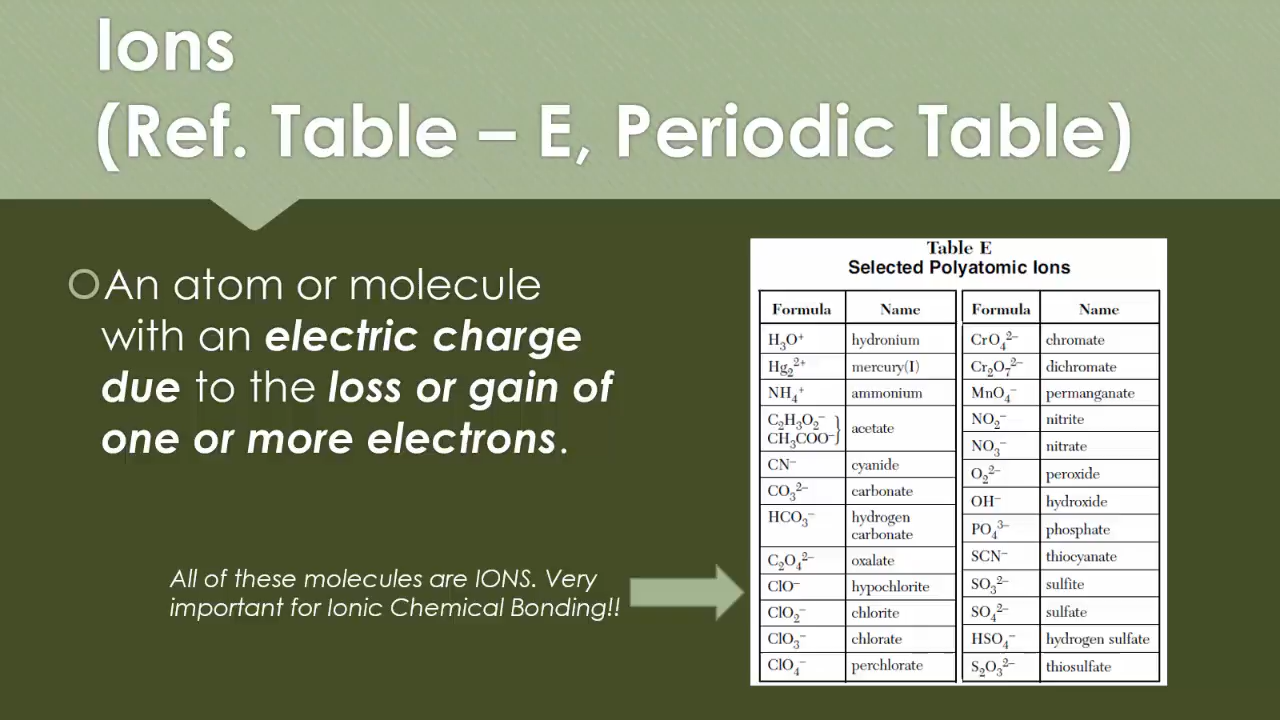 Ions
(Ref. Table – E, Periodic Table)
An atom or molecule
with an electric charge
due to the loss or gain of
one or more electrons.
All of these molecules are IONS. Very
important for Ionic Chemical Bonding!!
Table E
Selected Polyatomic Ions
Formula Name Formula Name
H₃O⁺ hydronium CrO₄²⁻ chromate
Hg₂²⁺ mercury(I) Cr₂O₇²⁻ dichromate
NH₄⁺ ammonium MnO₄⁻ permanganate
C₂H₃O₂⁻ NO₂⁻ nitrite
CH₃COO⁻ } acetate NO₃⁻ nitrate
CN⁻ cyanide O₂²⁻ peroxide
CO₃²⁻ carbonate OH⁻ hydroxide
HCO₃⁻ hydrogen PO₄³⁻ phosphate
carbonate
C₂O₄²⁻ oxalate SCN⁻ thiocyanate
ClO⁻ hypochlorite SO₃²⁻ sulfite
ClO₂⁻ chlorite SO₄²⁻ sulfate
ClO₃⁻ chlorate HSO₄⁻ hydrogen sulfate
ClO₄⁻ perchlorate S₂O₃²⁻ thiosulfate